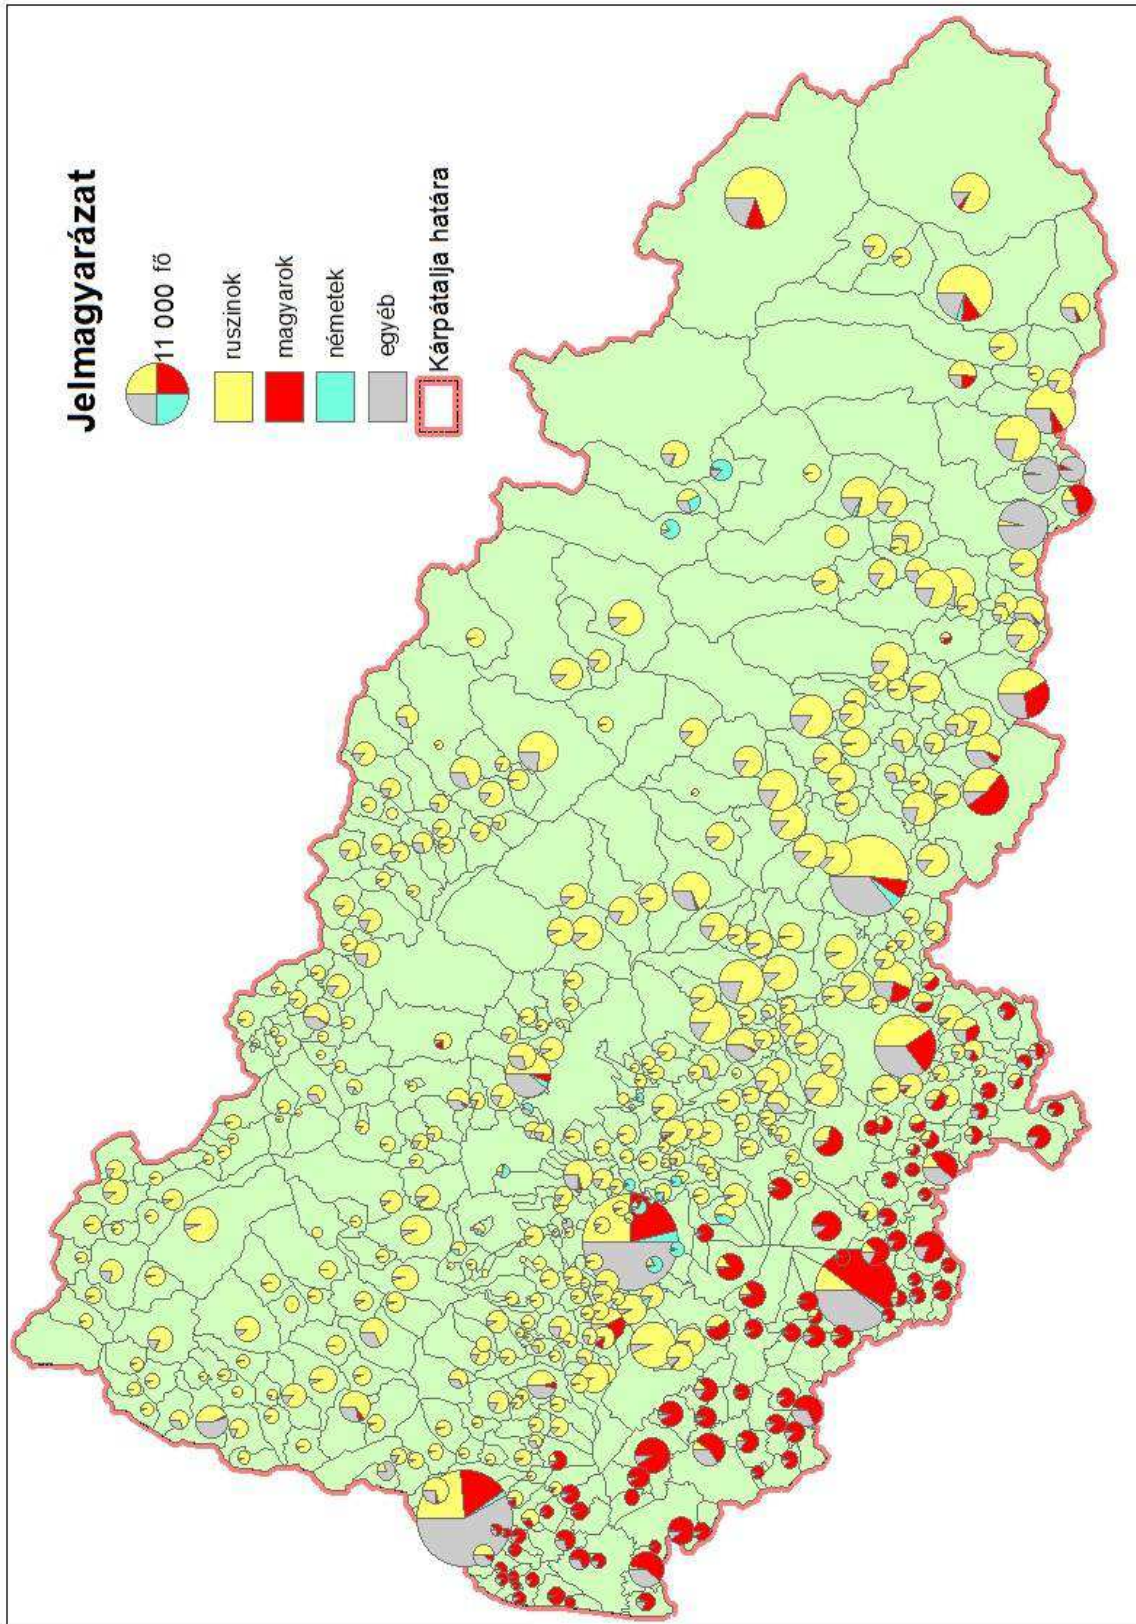 Jelmagyarázat
11 000 fő
ruszinok
magyarok
németek
egyéb
Kárpátalja határa